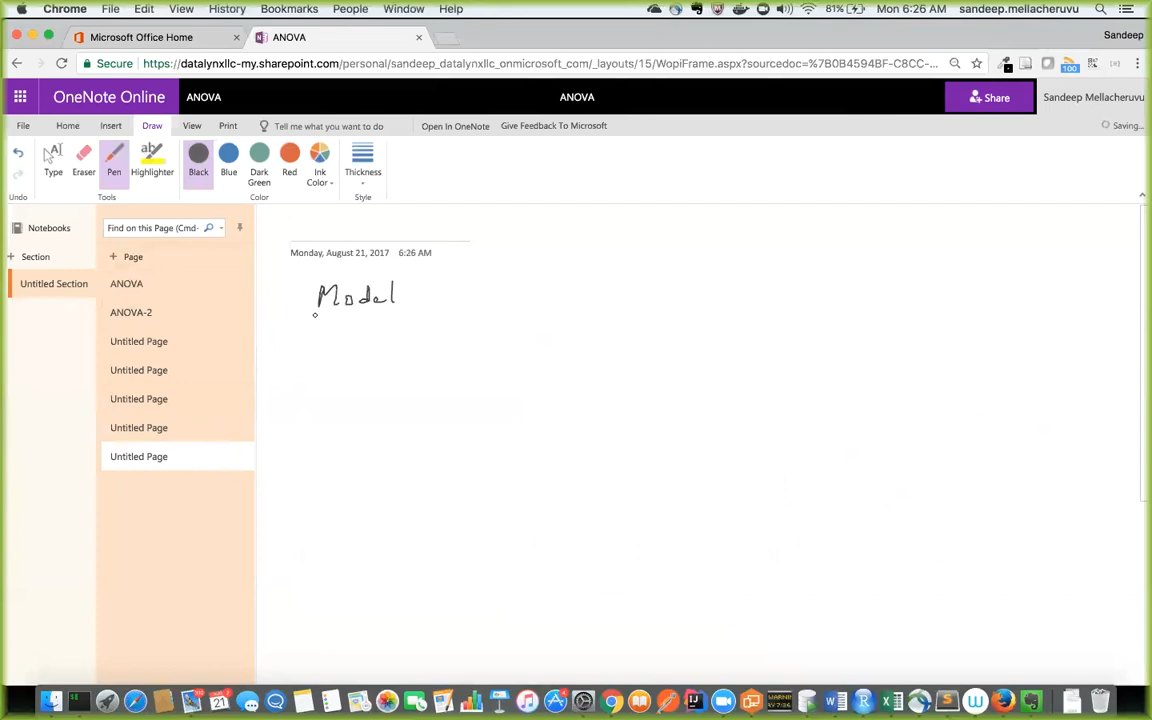 Chrome File Edit View History Bookmarks People Window Help 81% Mon 6:26 AM sandeep.mellacheruvu
Microsoft Office Home × ANOVA × Sandeep
Secure https://datalynxllc-my.sharepoint.com/personal/sandeep_datalynxllc_onmicrosoft_com/_layouts/15/WopiFrame.aspx?sourcedoc=%7B0B4594BF-C8CC-... 100
OneNote Online ANOVA ANOVA Share Sandeep Mellacheruvu
File Home Insert Draw View Print Tell me what you want to do Open In OneNote Give Feedback To Microsoft Saving...
Type Eraser Pen Highlighter Black Blue Dark Green Red Ink Color Thickness
Undo Tools Color Style
Notebooks
Find on this Page (Cmd-
Section
Page
Untitled Section
ANOVA
ANOVA-2
Untitled Page
Untitled Page
Untitled Page
Untitled Page
Untitled Page
Monday, August 21, 2017 6:26 AM
Model